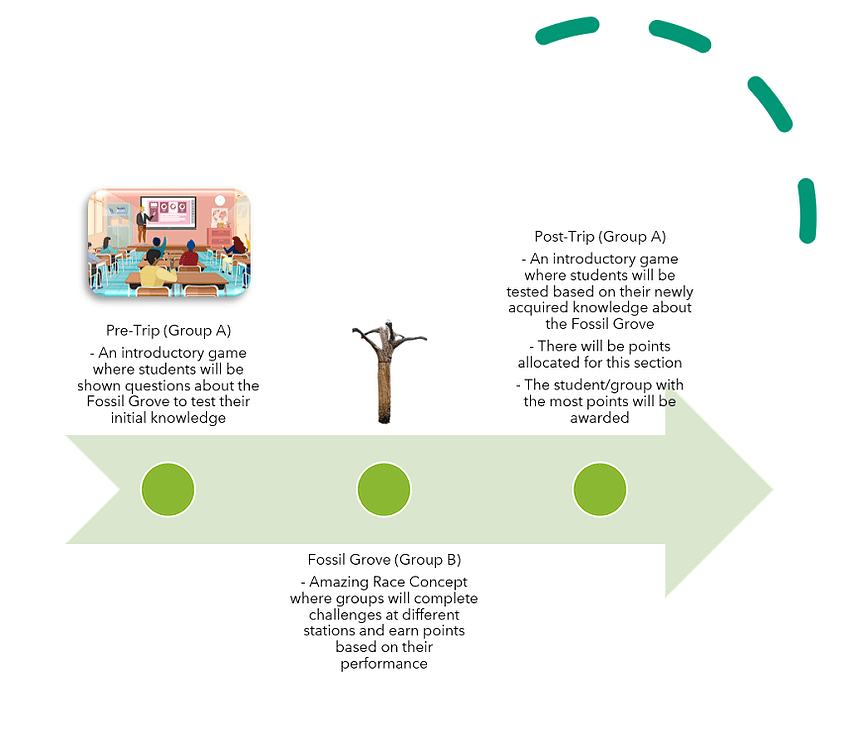 Pre-Trip (Group A)
- An introductory game
where students will be
shown questions about the
Fossil Grove to test their
initial knowledge
Fossil Grove (Group B)
- Amazing Race Concept
where groups will complete
challenges at different
stations and earn points
based on their
performance
Post-Trip (Group A)
- An introductory game
where students will be
tested based on their newly
acquired knowledge about
the Fossil Grove
- There will be points
allocated for this section
- The student/group with
the most points will be
awarded